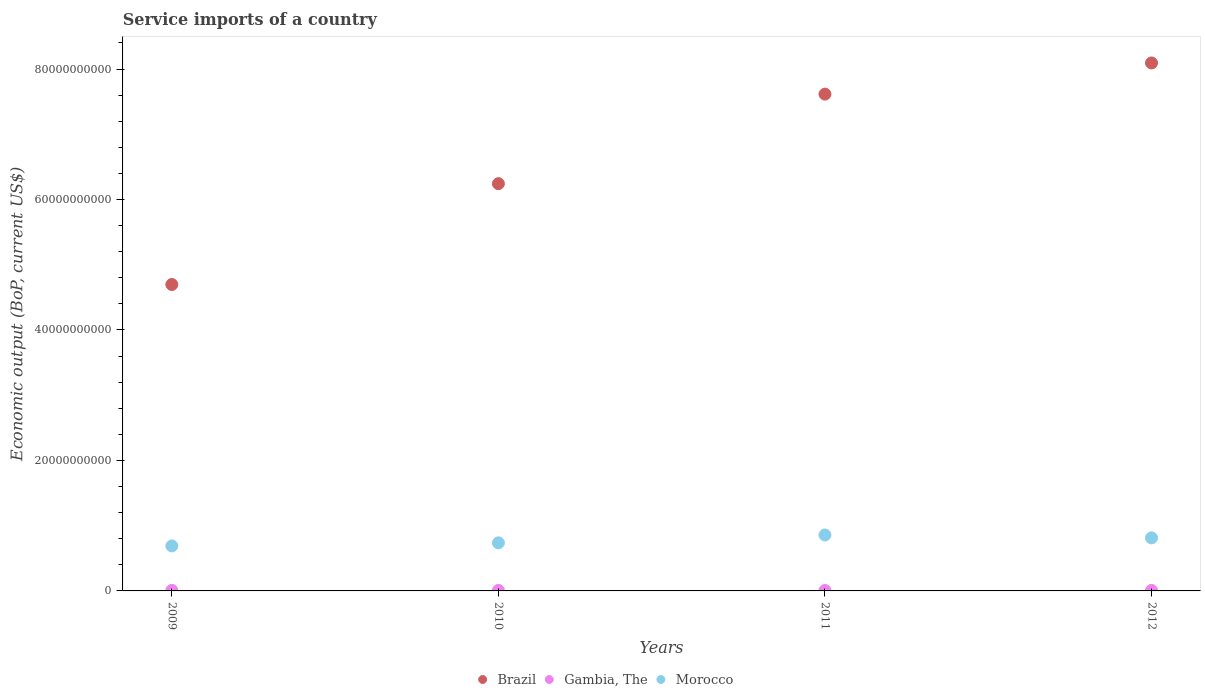 Service imports of a country
Economic output (BoP, current US$)
80000000000
60000000000
40000000000
20000000000
0
2009
2010
2011
2012
Years
Brazil
Gambia, The
Morocco